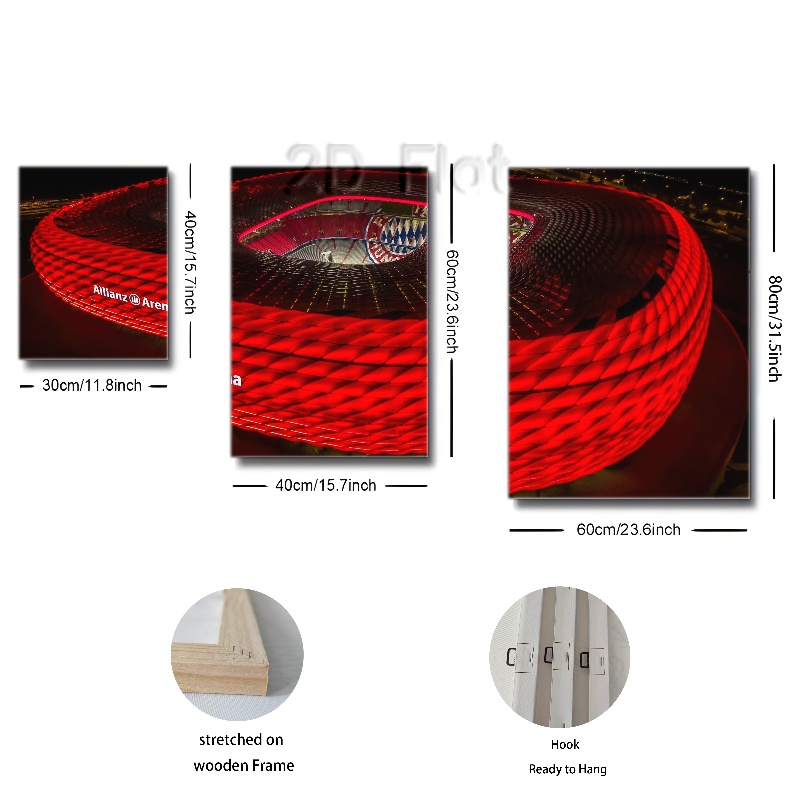 2D Flat
40cm/15.7inch
60cm/23.6inch
80cm/31.5inch
Allianz Aren
a
30cm/11.8inch
40cm/15.7inch
60cm/23.6inch
stretched on
wooden Frame
Hook
Ready to Hang